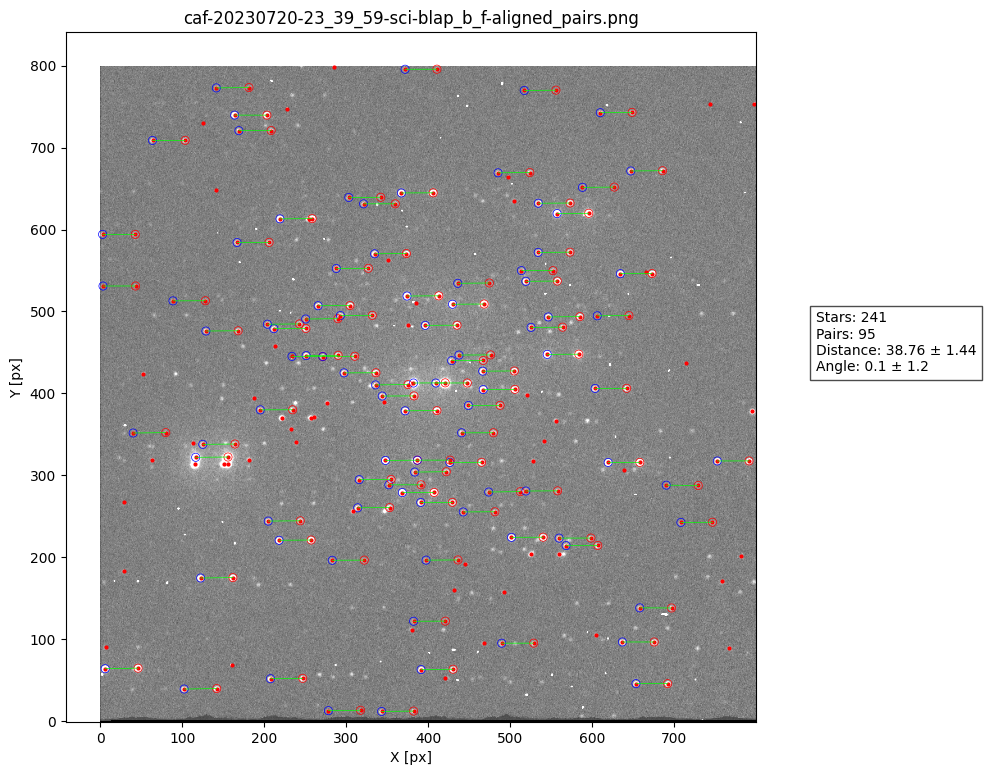 caf-20230720-23_39_59-sci-blap_b_f-aligned_pairs.png
800
700
600
500
400
300
200
100
0
Y [px]
0 100 200 300 400 500 600 700
X [px]
Stars: 241
Pairs: 95
Distance: 38.76 ± 1.44
Angle: 0.1 ± 1.2